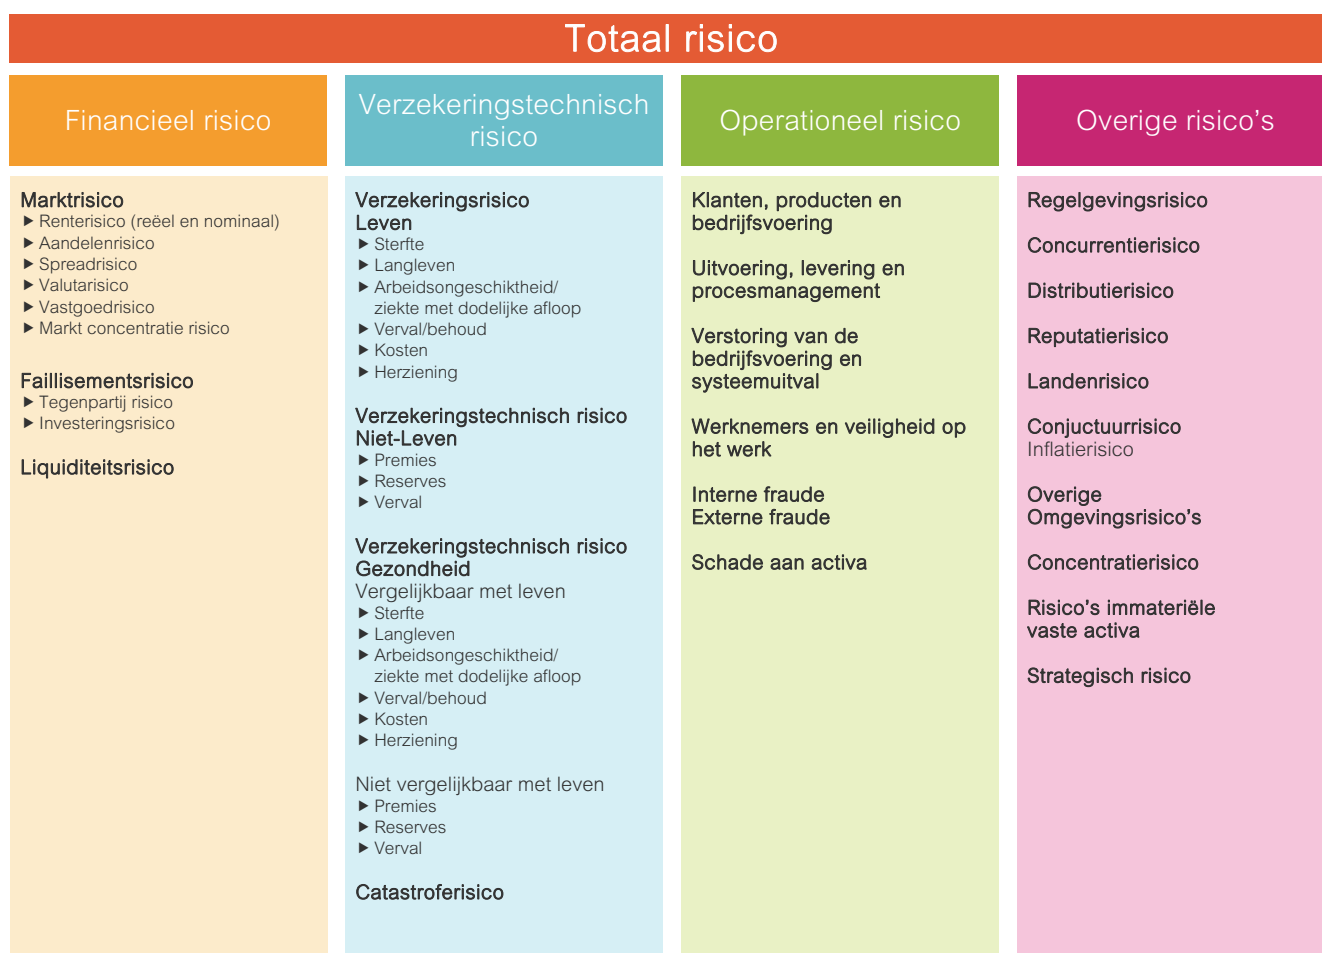 Totaal risico
Financieel risico
Verzekeringstechnisch
risico
Operationeel risico
Overige risico’s
Marktrisico
▶ Renterisico (reëel en nominaal)
▶ Aandelenrisico
▶ Spreadrisico
▶ Valutarisico
▶ Vastgoedrisico
▶ Markt concentratie risico
Faillisementsrisico
▶ Tegenpartij risico
▶ Investeringsrisico
Liquiditeitsrisico
Verzekeringsrisico
Leven
▶ Sterfte
▶ Langleven
▶ Arbeidsongeschiktheid/
ziekte met dodelijke afloop
▶ Verval/behoud
▶ Kosten
▶ Herziening
Verzekeringstechnisch risico
Niet-Leven
▶ Premies
▶ Reserves
▶ Verval
Verzekeringstechnisch risico
Gezondheid
Vergelijkbaar met leven
▶ Sterfte
▶ Langleven
▶ Arbeidsongeschiktheid/
ziekte met dodelijke afloop
▶ Verval/behoud
▶ Kosten
▶ Herziening
Niet vergelijkbaar met leven
▶ Premies
▶ Reserves
▶ Verval
Catastroferisico
Klanten, producten en
bedrijfsvoering
Uitvoering, levering en
procesmanagement
Verstoring van de
bedrijfsvoering en
systeemuitval
Werknemers en veiligheid op
het werk
Interne fraude
Externe fraude
Schade aan activa
Regelgevingsrisico
Concurrentierisico
Distributierisico
Reputatierisico
Landenrisico
Conjuctuurrisico
Inflatierisico
Overige
Omgevingsrisico’s
Concentratierisico
Risico’s immateriële
vaste activa
Strategisch risico